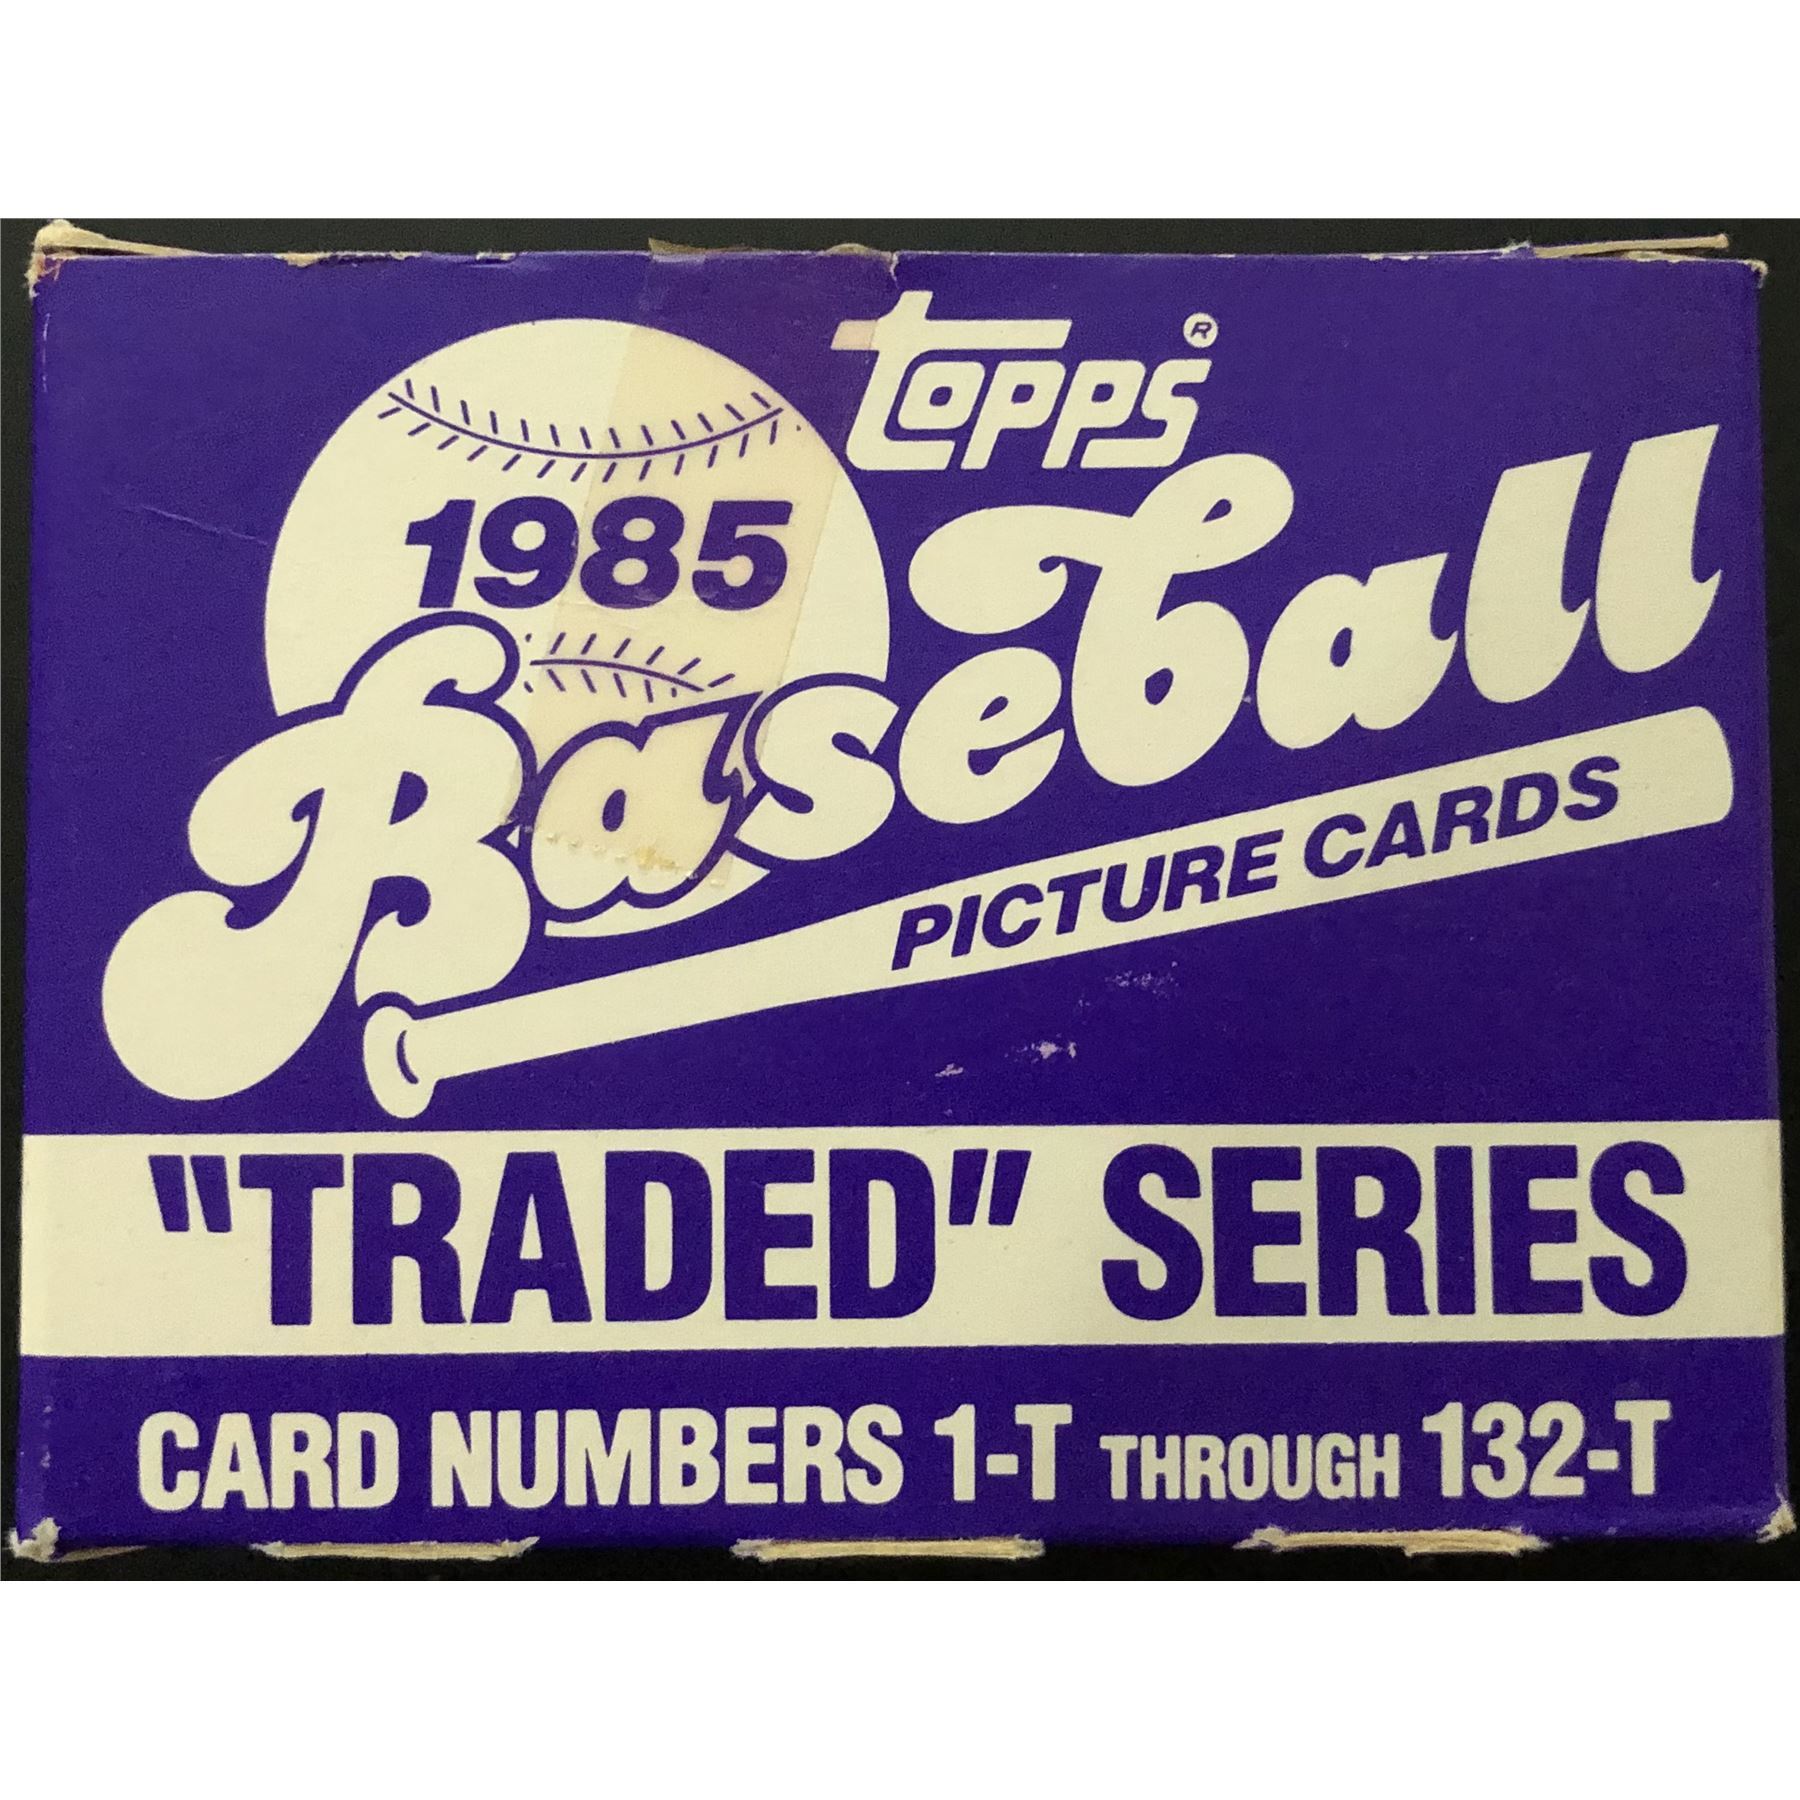 topps®
1985
Baseball
PICTURE CARDS
"TRADED" SERIES
CARD NUMBERS 1-T THROUGH 132-T